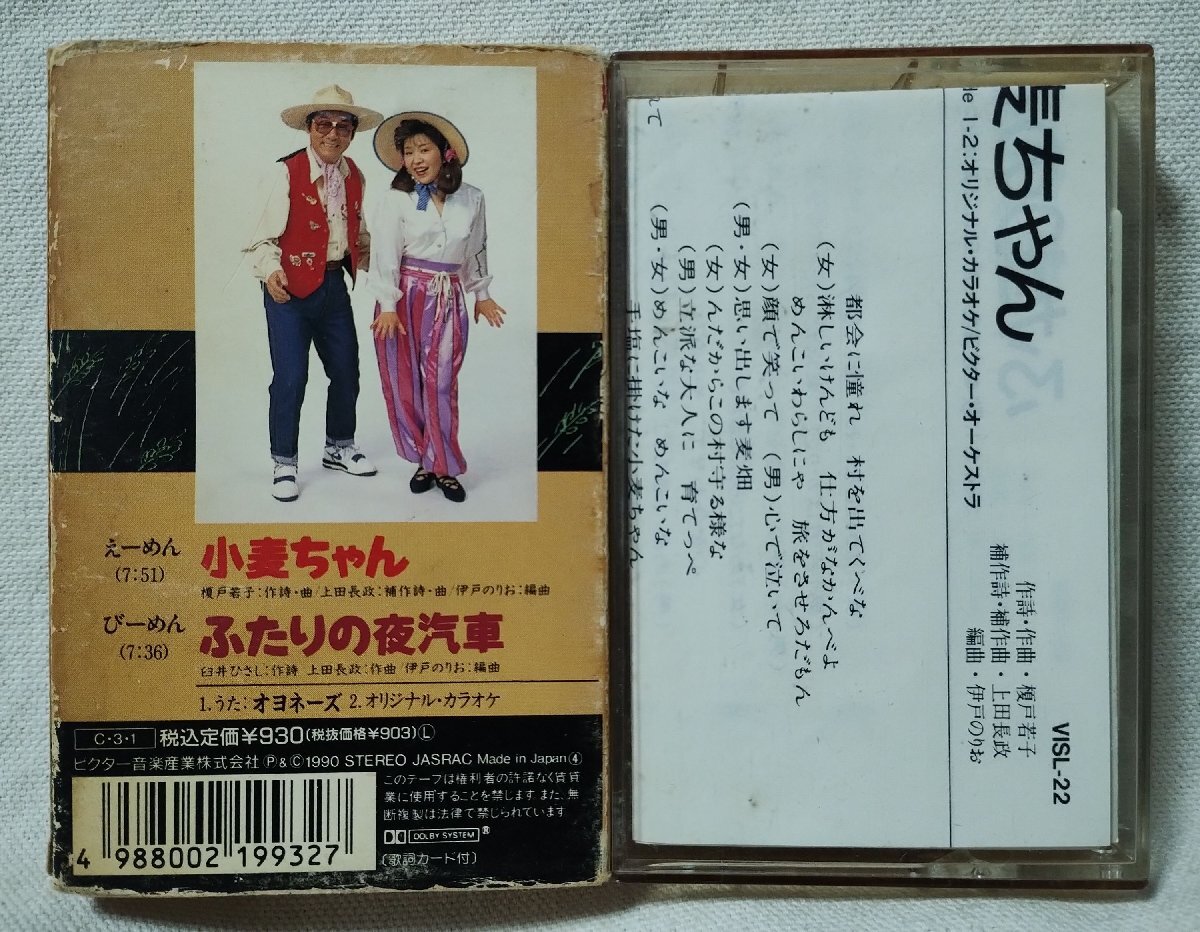 えーめん
(7:51)
小麦ちゃん
榎戸若子:作詩・曲/上田長政:補作詩・曲/伊戸のりお:編曲
びーめん
(7:36)
ふたりの夜汽車
臼井ひさし:作詩 上田長政:作曲 伊戸のりお:編曲
1.うた:オヨネーズ 2.オリジナル・カラオケ
C・3・1 税込定価¥930(税抜価格¥903)Ⓛ
ビクター音楽産業株式会社 Ⓟ&Ⓒ1990 STEREO JASRAC Made in Japan④
このテープは権利者の許諾なく賃貸
業に使用することを禁じます。また、無
断複製は法律で禁じられています。
DOLBY SYSTEM®
〔歌詞カード付〕
4 988002 199327
ちゃん
de 1-2:オリジナル・カラオケ/ビクター・オーケストラ
VISL-22
作詩・作曲・榎戸若子
補作詩・補作曲・上田長政
編曲・伊戸のりお
都会に憧れ 村を出てくべな
(女)淋しいけんども 仕方がなかんべよ
めんこいわらしにゃ 旅をさせろだもん
(女)顔で笑って (男)心で泣いて
(男・女)思い出します麦畑
(女)んだからこの村守る様な
(男)立派な大人に 育てっぺ
(男・女)めんこいな めんこいな
手塩に掛けた小麦ちゃん